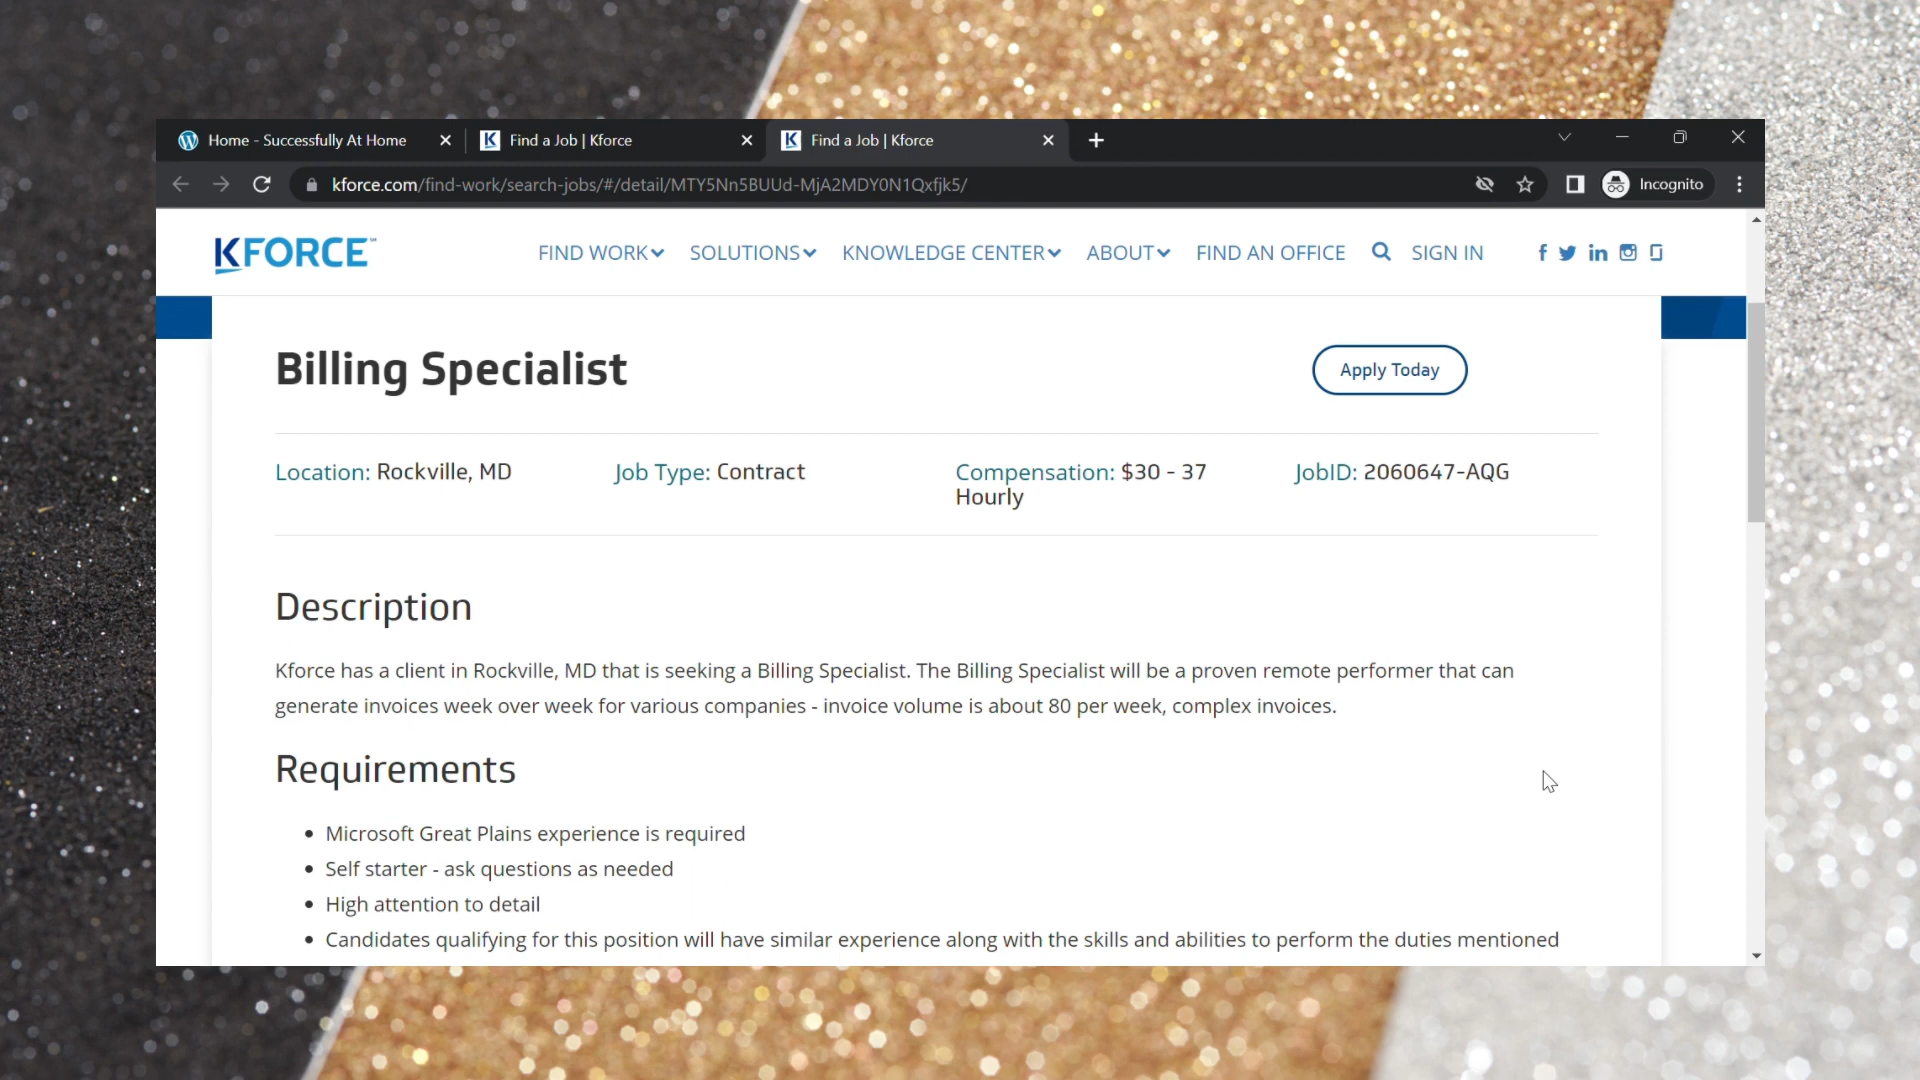 Home - Successfully At Home
Find a Job | Kforce
Find a Job | Kforce
kforce.com/find-work/search-jobs/#/detail/MTY5Nn5BUUd-MjA2MDY0N1Qxfjk5/
Incognito
KFORCE
FIND WORK SOLUTIONS KNOWLEDGE CENTER ABOUT FIND AN OFFICE SIGN IN
Billing Specialist
Apply Today
Location: Rockville, MD
Job Type: Contract
Compensation: $30 - 37
Hourly
JobID: 2060647-AQG
Description
Kforce has a client in Rockville, MD that is seeking a Billing Specialist. The Billing Specialist will be a proven remote performer that can
generate invoices week over week for various companies - invoice volume is about 80 per week, complex invoices.
Requirements
• Microsoft Great Plains experience is required
• Self starter - ask questions as needed
• High attention to detail
• Candidates qualifying for this position will have similar experience along with the skills and abilities to perform the duties mentioned